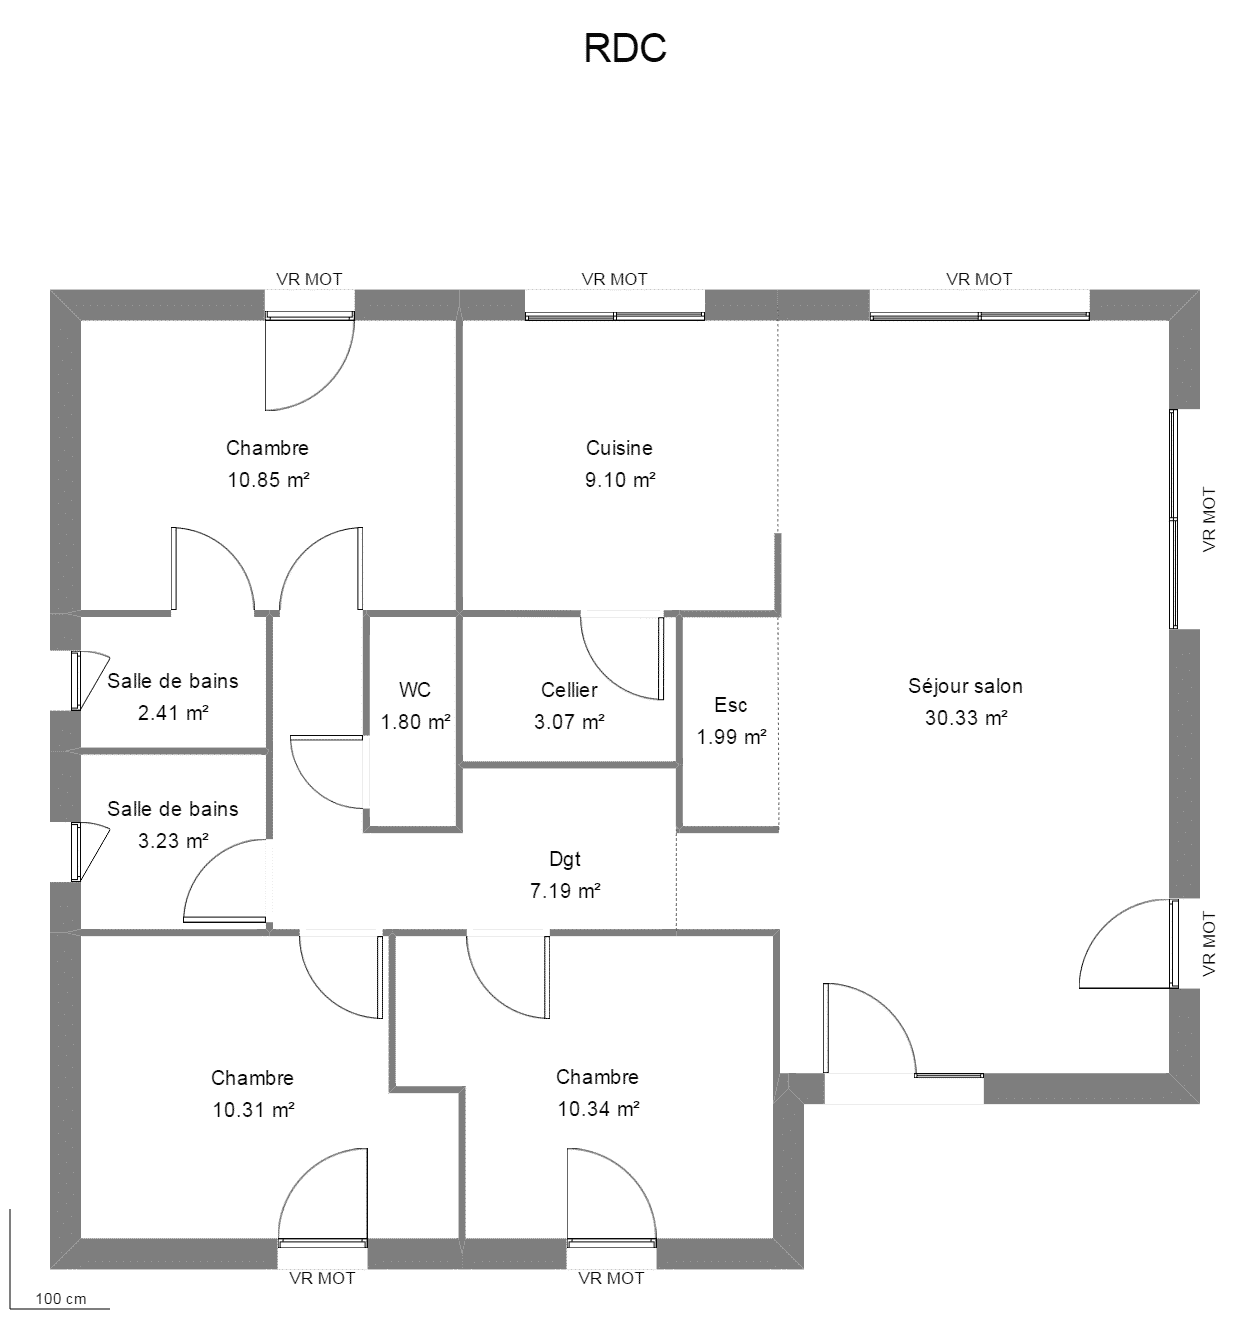 RDC
VR MOT
VR MOT
VR MOT
Chambre
10.85 m²
Cuisine
9.10 m²
VR MOT
Salle de bains
2.41 m²
WC
1.80 m²
Cellier
3.07 m²
Esc
1.99 m²
Séjour salon
30.33 m²
Salle de bains
3.23 m²
Dgt
7.19 m²
VR MOT
Chambre
10.31 m²
Chambre
10.34 m²
VR MOT
VR MOT
100 cm